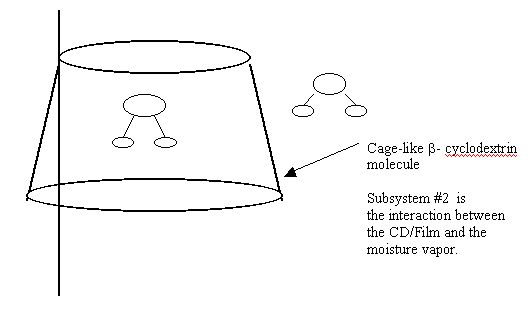 Cage-like β- cyclodextrin
molecule
Subsystem #2 is
the interaction between
the CD/Film and the
moisture vapor.